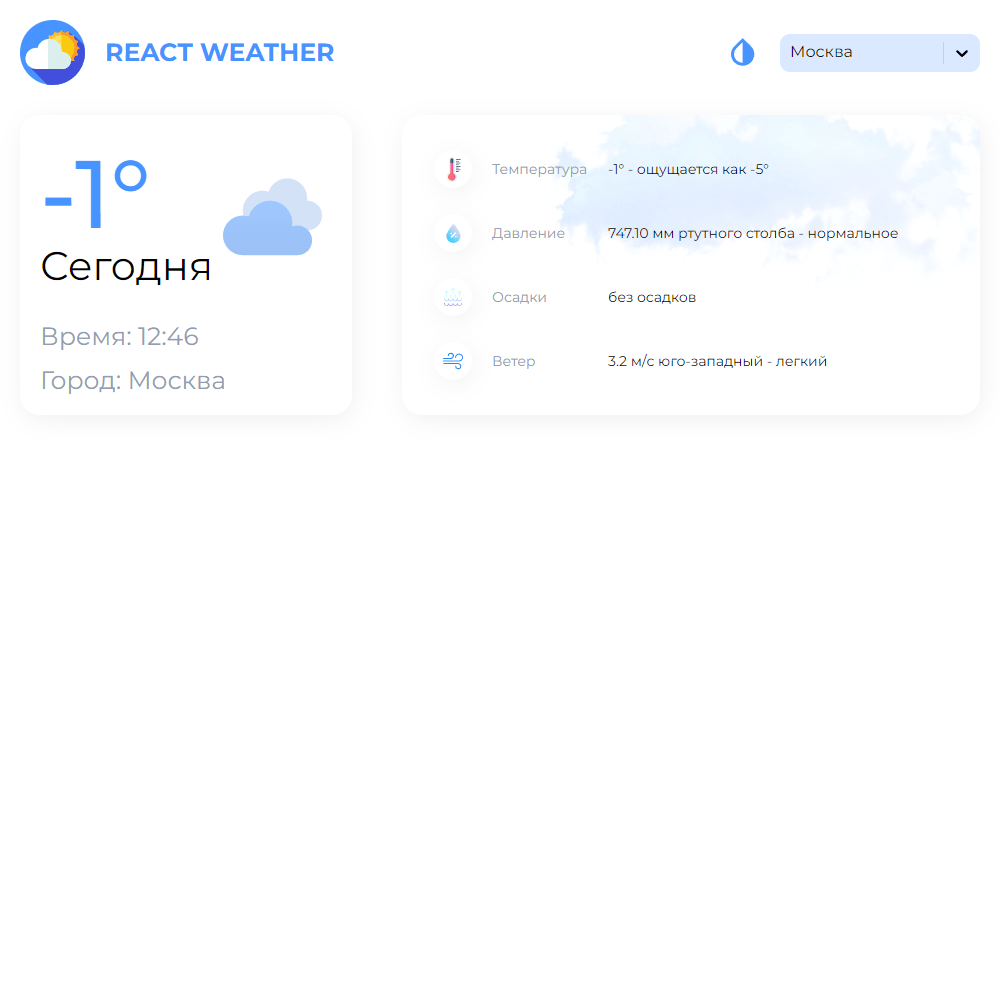 REACT WEATHER
Москва
-1°
Сегодня
Время: 12:46
Город: Москва
Температура -1° - ощущается как -5°
Давление 747.10 мм ртутного столба - нормальное
Осадки без осадков
Ветер 3.2 м/с юго-западный - легкий